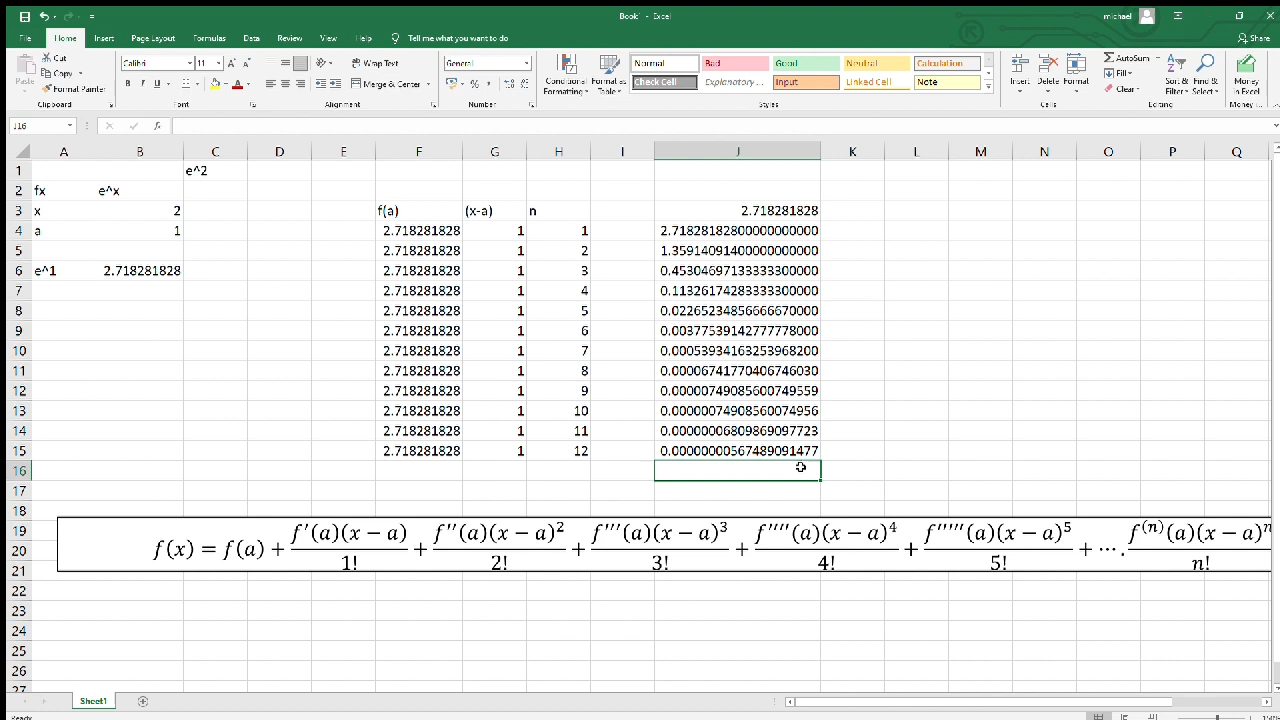 Book1 - Excel
michael
File Home Insert Page Layout Formulas Data Review View Help Tell me what you want to do
Share
Cut
Copy
Format Painter
Paste
Clipboard
Calibri 11 A A
B I U A
Font
Wrap Text
Merge & Center
Alignment
General
% ,
Number
Conditional Formatting
Format as Table
Normal Bad Good Neutral Calculation
Check Cell Explanatory ... Input Linked Cell Note
Styles
Insert Delete Format
Cells
AutoSum
Fill
Clear
Sort & Filter
Find & Select
Editing
Money in Excel
Money ...
J16 fx
A B C D E F G H I J K L M N O P Q
1 e^2
2 fx e^x
3 x 2 f(a) (x-a) n 2.718281828
4 a 1 2.718281828 1 1 2.71828182800000000000
5 2.718281828 1 2 1.35914091400000000000
6 e^1 2.718281828 2.718281828 1 3 0.45304697133333300000
7 2.718281828 1 4 0.11326174283333300000
8 2.718281828 1 5 0.02265234856666670000
9 2.718281828 1 6 0.00377539142777778000
10 2.718281828 1 7 0.00053934163253968200
11 2.718281828 1 8 0.00006741770406746030
12 2.718281828 1 9 0.00000749085600749559
13 2.718281828 1 10 0.00000074908560074956
14 2.718281828 1 11 0.00000006809869097723
15 2.718281828 1 12 0.00000000567489091477
16
17
18
19
20
21
f(x) = f(a) + f'(a)(x − a)/1! + f''(a)(x − a)²/2! + f'''(a)(x − a)³/3! + f''''(a)(x − a)⁴/4! + f'''''(a)(x − a)⁵/5! + ⋯. f⁽ⁿ⁾(a)(x − a)ⁿ/n!
22
23
24
25
26
27
Sheet1
Ready